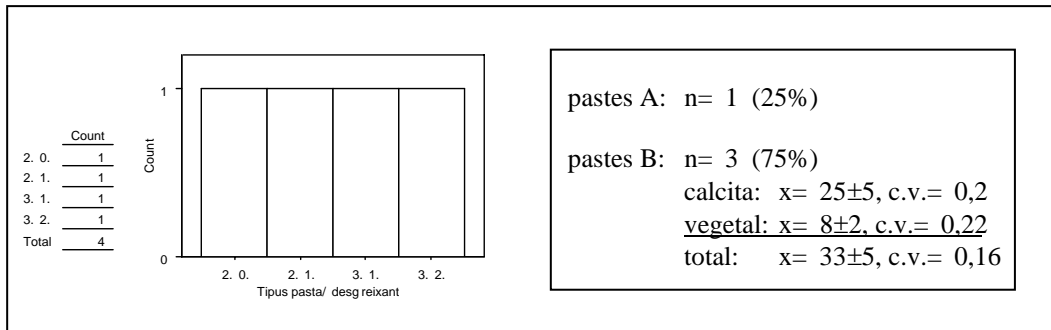 Count
2. 0. 1
2. 1. 1
3. 1. 1
3. 2. 1
Total 4
Count
1
0
2. 0. 2. 1. 3. 1. 3. 2.
Tipus pasta/ desg reixant
pastes A: n= 1 (25%)
pastes B: n= 3 (75%)
calcita: x= 25±5, c.v.= 0,2
vegetal: x= 8±2, c.v.= 0,22
total: x= 33±5, c.v.= 0,16